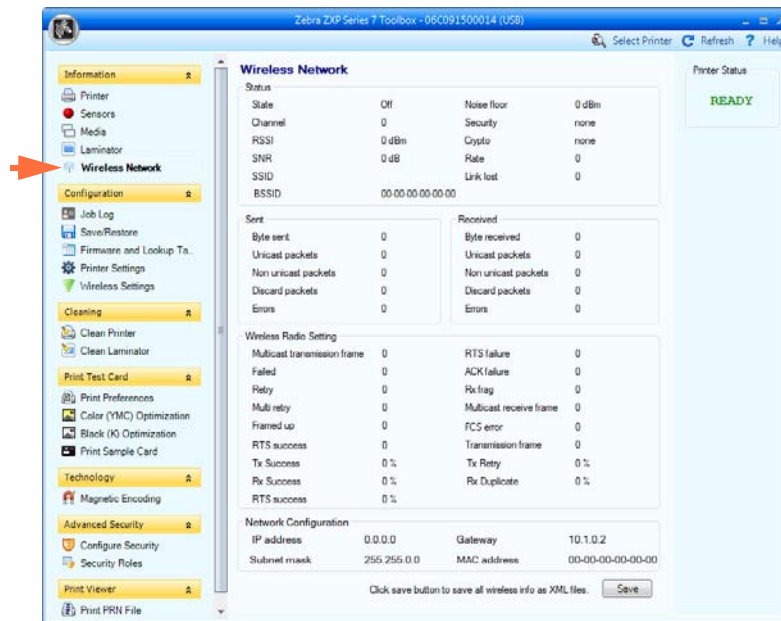 Zebra ZXP Series 7 Toolbox - 06C091500014 (USB)
Select Printer Refresh ? Help
Information
Printer
Sensors
Media
Laminator
Wireless Network
Configuration
Job Log
Save/Restore
Firmware and Lookup Ta..
Printer Settings
Wireless Settings
Cleaning
Clean Printer
Clean Laminator
Print Test Card
Print Preferences
Color (YMC) Optimization
Black (K) Optimization
Print Sample Card
Technology
Magnetic Encoding
Advanced Security
Configure Security
Security Roles
Print Viewer
Print PRN File
Wireless Network
Status
State Off Noise floor 0 dBm
Channel 0 Security none
RSSI 0 dBm Crypto none
SNR 0 dB Rate 0
SSID Link lost 0
BSSID 00-00-00-00-00-00
Sent
Byte sent 0
Unicast packets 0
Non unicast packets 0
Discard packets 0
Errors 0
Received
Byte received 0
Unicast packets 0
Non unicast packets 0
Discard packets 0
Errors 0
Wireless Radio Setting
Multicast transmission frame 0 RTS failure 0
Failed 0 ACK failure 0
Retry 0 Rx frag 0
Multi retry 0 Multicast receive frame 0
Framed up 0 FCS error 0
RTS success 0 Transmission frame 0
Tx Success 0 % Tx Retry 0 %
Rx Success 0 % Rx Duplicate 0 %
RTS success 0 %
Network Configuration
IP address 0.0.0.0 Gateway 10.1.0.2
Subnet mask 255.255.0.0 MAC address 00-00-00-00-00-00
Click save button to save all wireless info as XML files. Save
Printer Status
READY